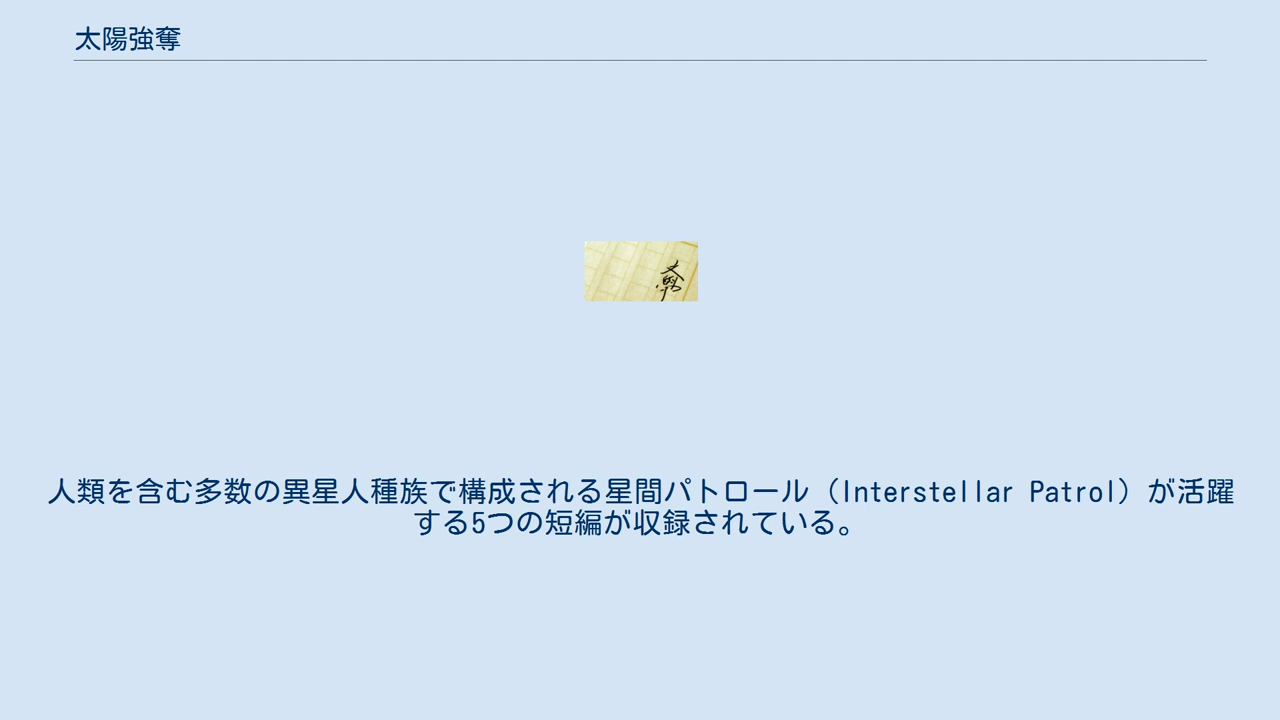 太陽強奪
人類を含む多数の異星人種族で構成される星間パトロール（Interstellar Patrol）が活躍
する5つの短編が収録されている。